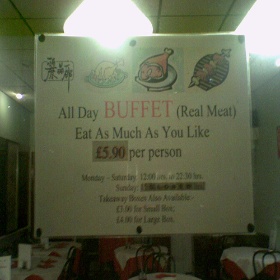 All Day BUFFET (Real Meat)
Eat As Much As You Like
£5.90 per person
Monday - Saturday: 12:00 am to 22:30 hrs.
Sunday:
Takeaway Boxes Also Available:-
£3.00 for Small Box;
£4.00 for Large Box.